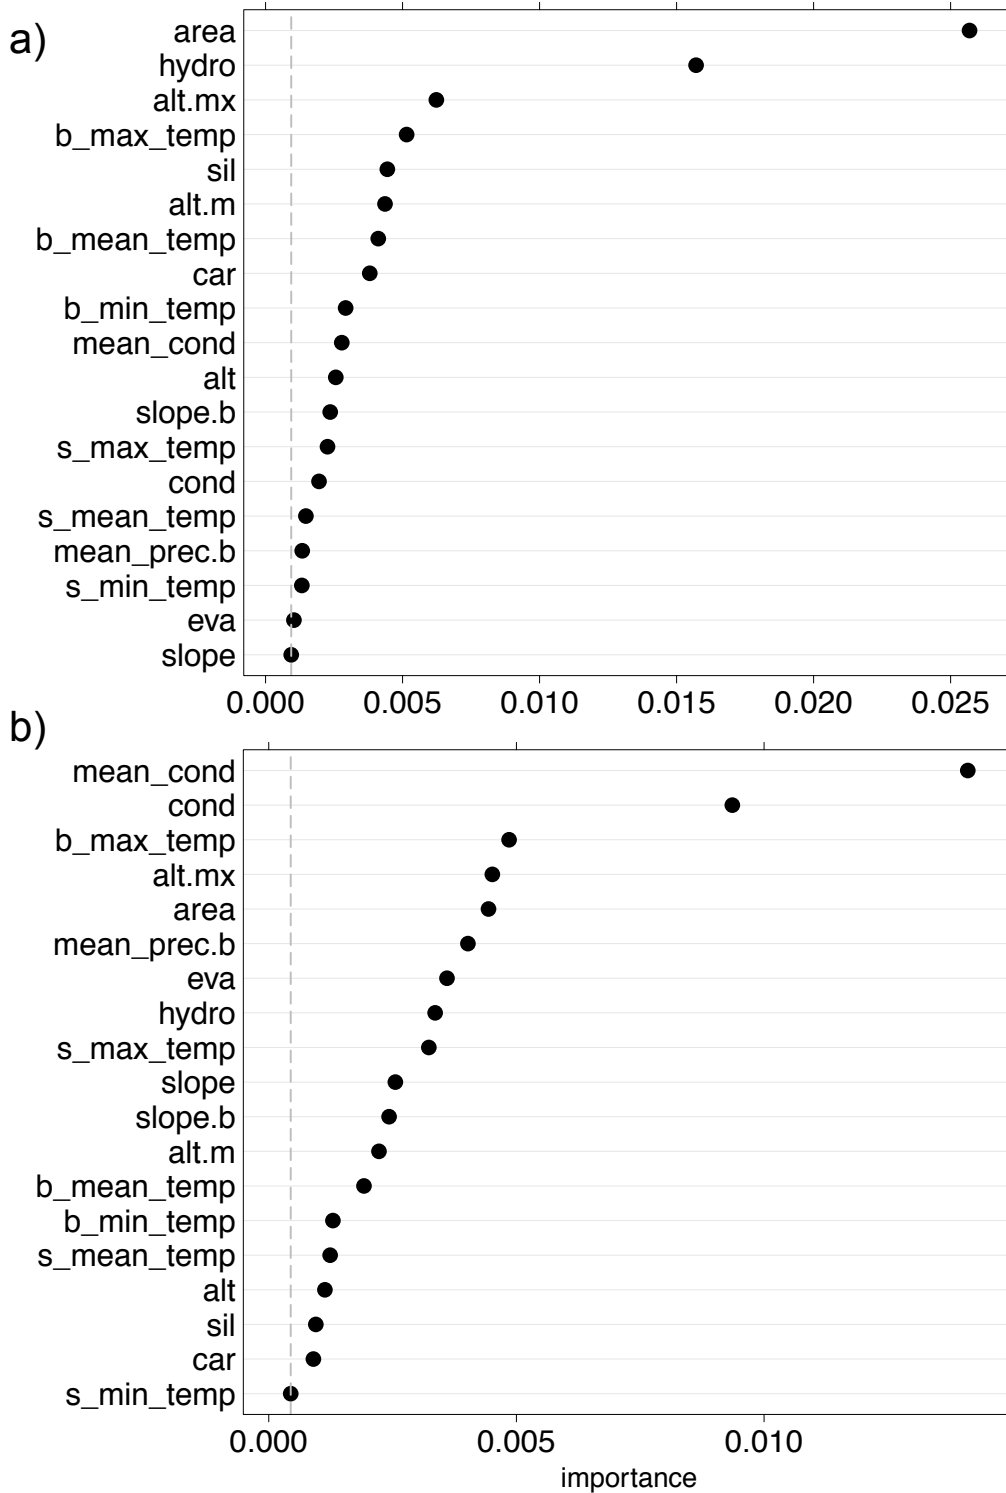 a)
area
hydro
alt.mx
b_max_temp
sil
alt.m
b_mean_temp
car
b_min_temp
mean_cond
alt
slope.b
s_max_temp
cond
s_mean_temp
mean_prec.b
s_min_temp
eva
slope
0.000 0.005 0.010 0.015 0.020 0.025
b)
mean_cond
cond
b_max_temp
alt.mx
area
mean_prec.b
eva
hydro
s_max_temp
slope
slope.b
alt.m
b_mean_temp
b_min_temp
s_mean_temp
alt
sil
car
s_min_temp
0.000 0.005 0.010
importance